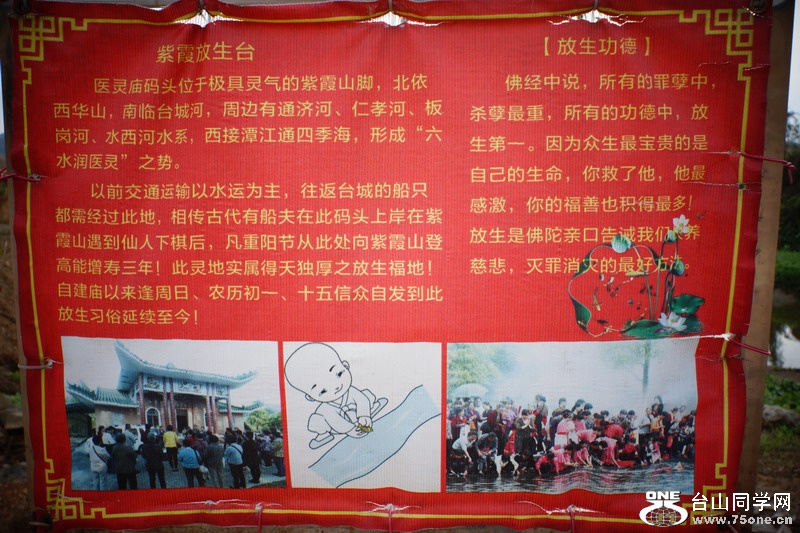 紫霞放生台
医灵庙码头位于极具灵气的紫霞山脚，北依
西华山，南临台城河，周边有通济河、仁孝河、板
岗河、水西河水系，西接潭江通四季海，形成“六
水润医灵”之势。
以前交通运输以水运为主，往返台城的船只
都需经过此地，相传古代有船夫在此码头上岸在紫
霞山遇到仙人下棋后，凡重阳节从此处向紫霞山登
高能增寿三年！此灵地实属得天独厚之放生福地！
自建庙以来逢周日、农历初一、十五信众自发到此
放生习俗延续至今！
【放生功德】
佛经中说，所有的罪孽中，
杀孽最重，所有的功德中，放
生第一。因为众生最宝贵的是
自己的生命，你救了他，他最
感激，你的福善也积得最多！
放生是佛陀亲口告诫我们培养
慈悲，灭罪消灾的最好方法。
ONE
台山同学网
www.75one.cn